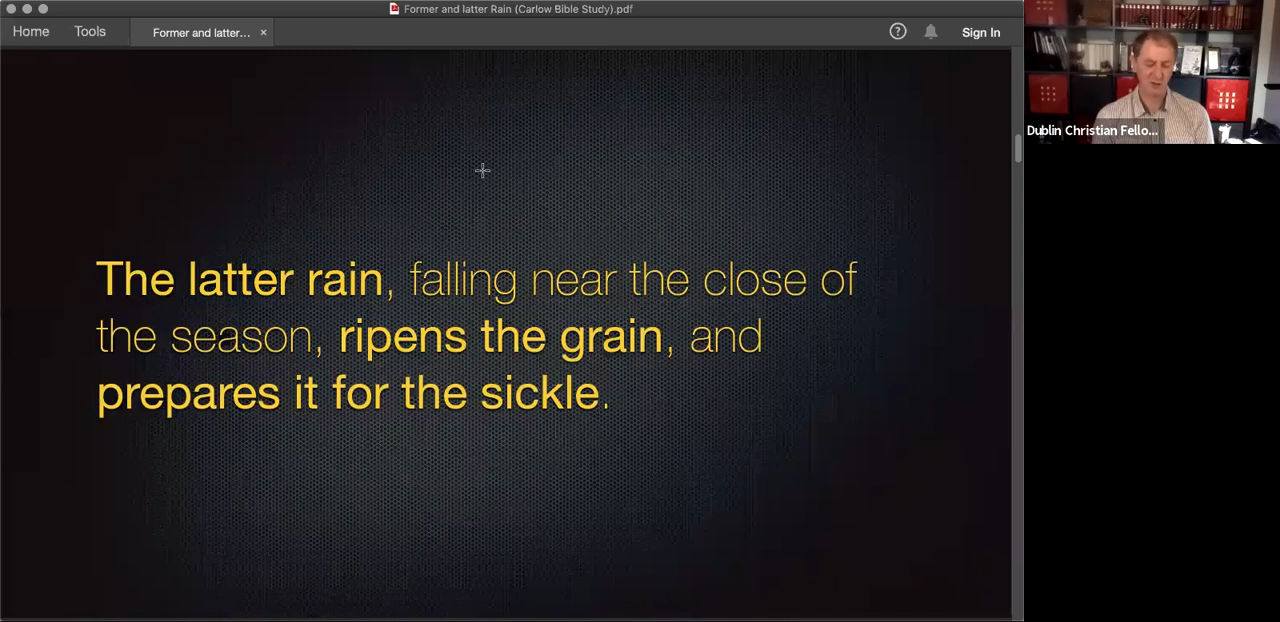 Former and latter Rain (Carlow Bible Study).pdf
Home Tools Former and latter... × ? Sign In
Dublin Christian Fello...
The latter rain, falling near the close of
the season, ripens the grain, and
prepares it for the sickle.